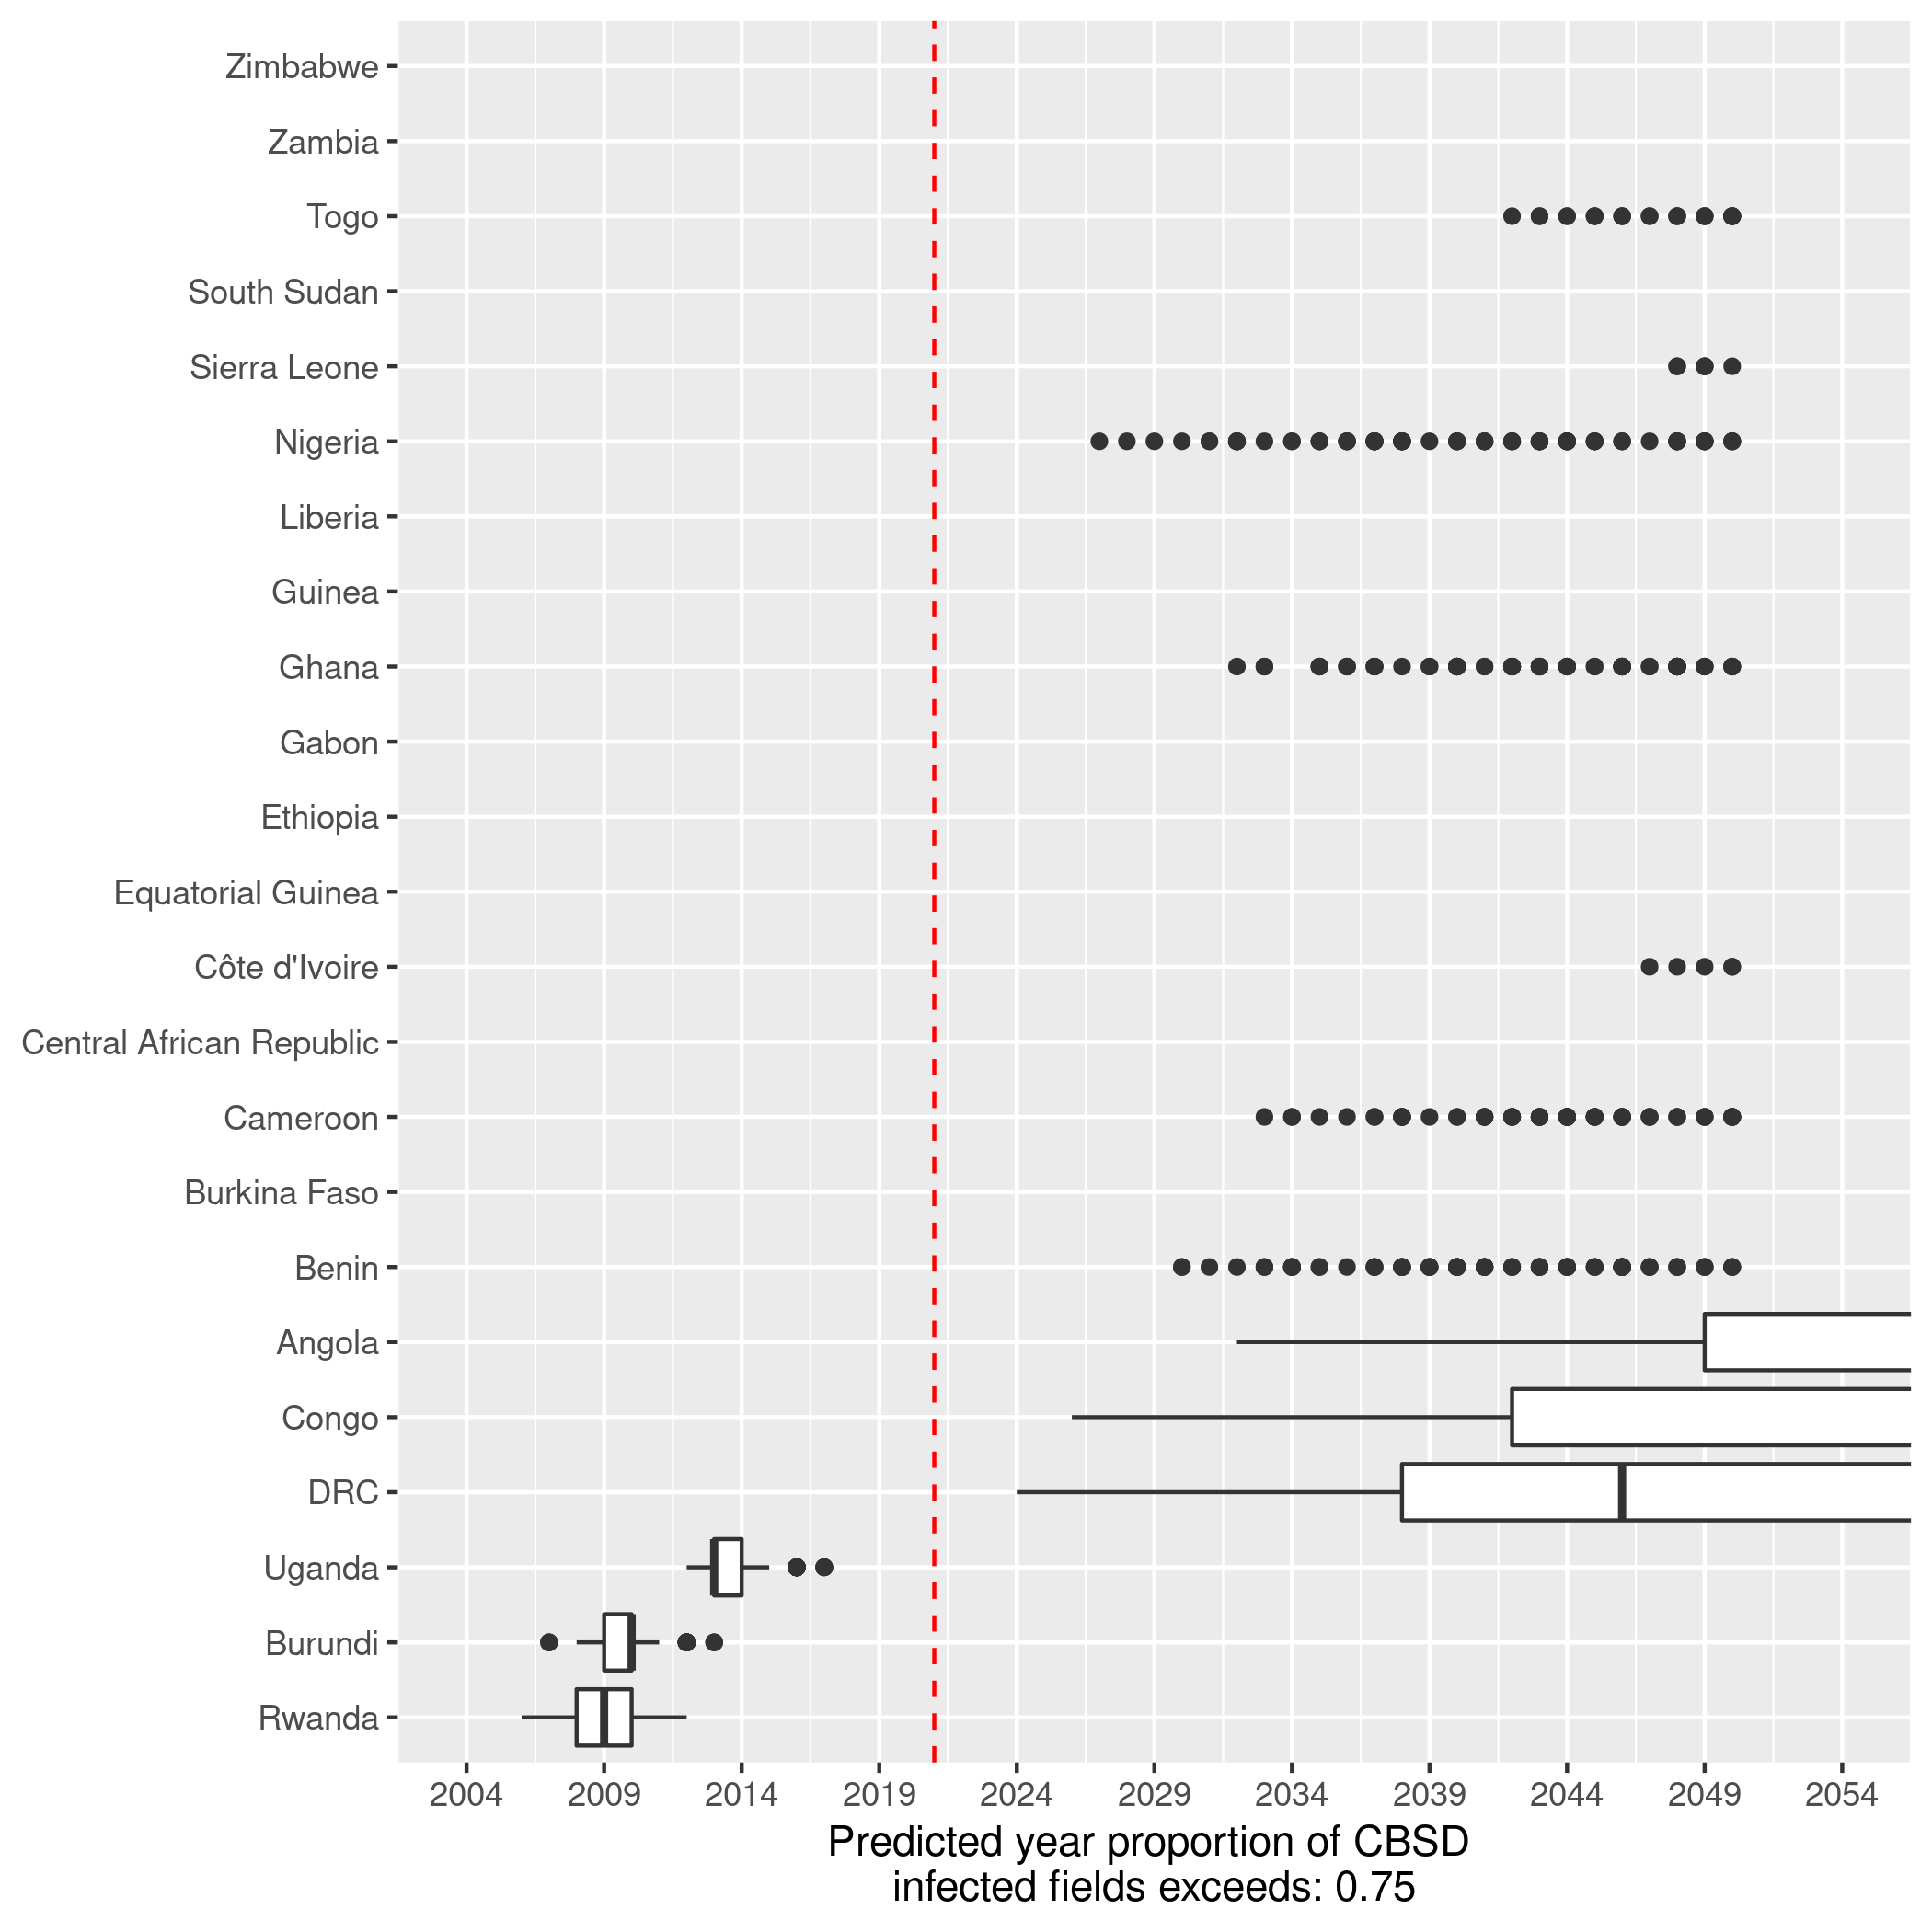 Zimbabwe
Zambia
Togo
South Sudan
Sierra Leone
Nigeria
Liberia
Guinea
Ghana
Gabon
Ethiopia
Equatorial Guinea
Côte d'Ivoire
Central African Republic
Cameroon
Burkina Faso
Benin
Angola
Congo
DRC
Uganda
Burundi
Rwanda
2004 2009 2014 2019 2024 2029 2034 2039 2044 2049 2054
Predicted year proportion of CBSD
infected fields exceeds: 0.75